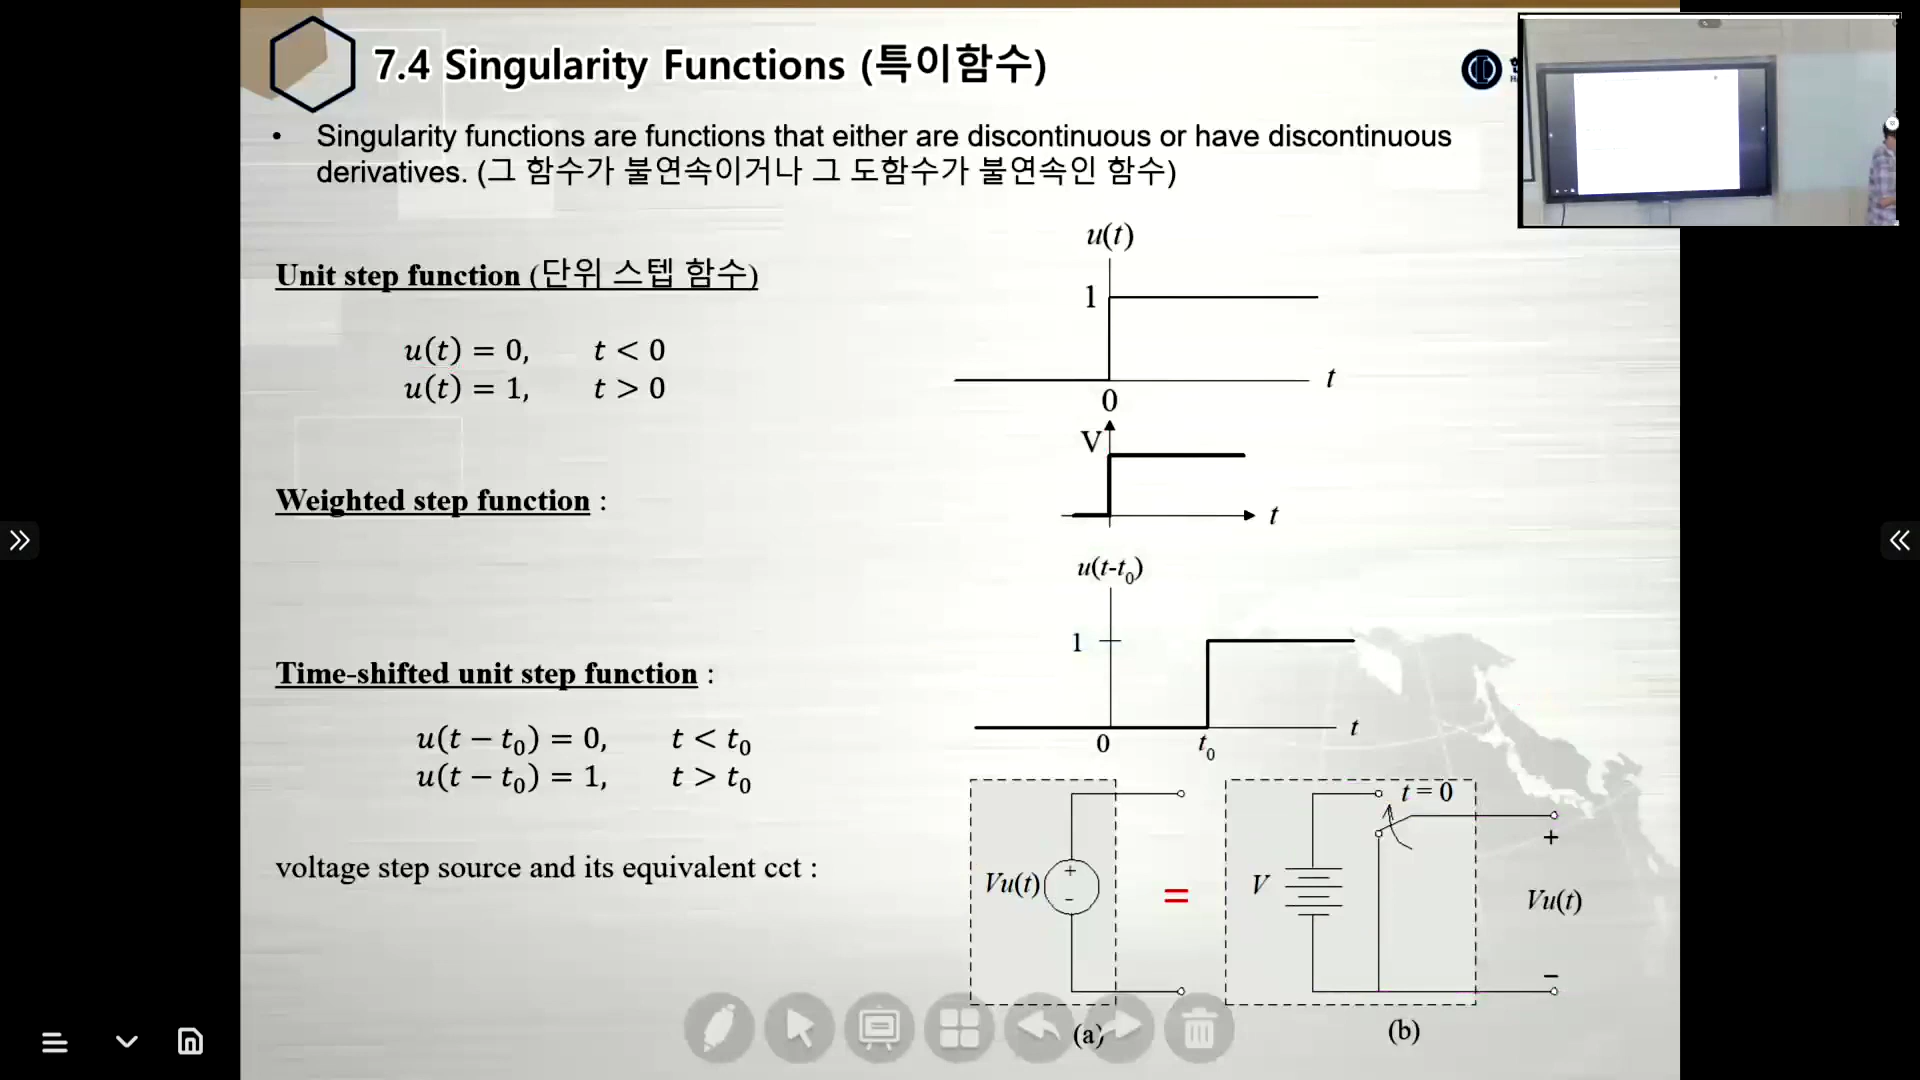 7.4 Singularity Functions (특이함수)
• Singularity functions are functions that either are discontinuous or have discontinuous
derivatives. (그 함수가 불연속이거나 그 도함수가 불연속인 함수)
Unit step function (단위 스텝 함수)
u(t) = 0, t < 0
u(t) = 1, t > 0
u(t)
1
t
0
Weighted step function :
V
t
Time-shifted unit step function :
u(t − t₀) = 0, t < t₀
u(t − t₀) = 1, t > t₀
u(t-t₀)
1
t
0
t₀
voltage step source and its equivalent cct :
Vu(t)
+
-
=
V
t = 0
+
Vu(t)
−
(a)
(b)